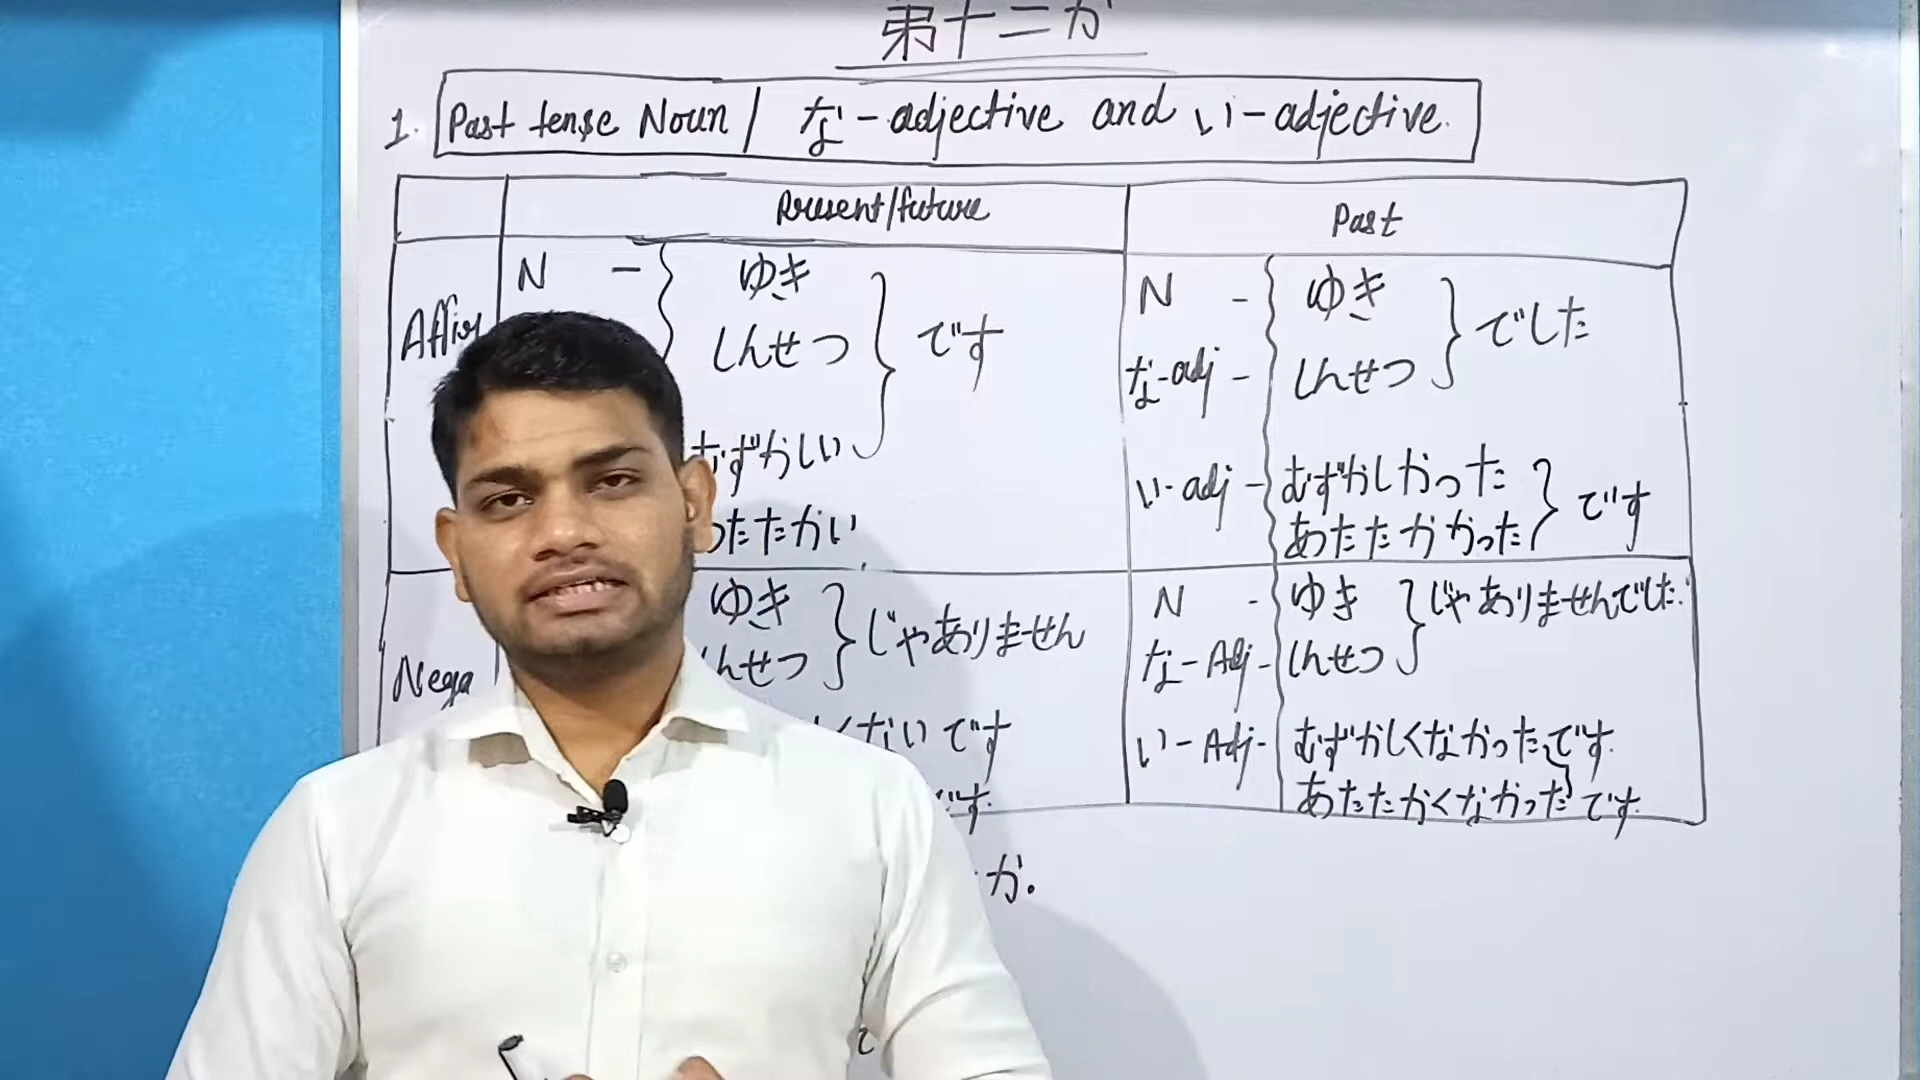 第十二か
1. Past tense Noun / な-adjective and い-adjective.
Present/future
Past
N - ゆき
しんせつ
です
むずかしい
たたかい
N - ゆき
な-adj - しんせつ
でした
い-adj - むずかしかった
あたたかかった
です
ゆき
んせつ
じゃありません
くないです
です.
N - ゆき
な-Adj - しんせつ
じゃありませんでした.
い-Adj - むずかしくなかったです.
あたたかくなかったです.
か.